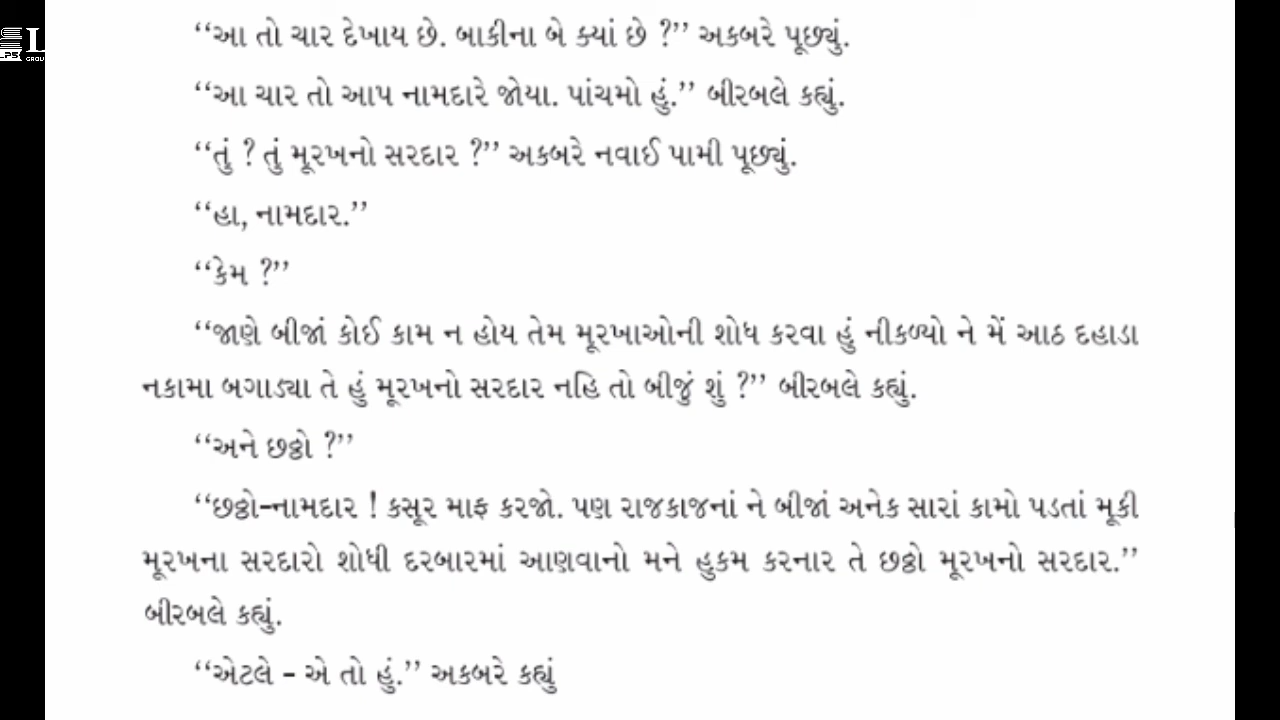 “આ તો ચાર દેખાય છે. બાકીના બે ક્યાં છે ?” અકબરે પૂછ્યું.
“આ ચાર તો આપ નામદારે જોયા. પાંચમો હું.” બીરબલે કહ્યું.
“તું ? તું મૂરખનો સરદાર ?” અકબરે નવાઈ પામી પૂછ્યું.
“હા, નામદાર.”
“કેમ ?”
“જાણે બીજાં કોઈ કામ ન હોય તેમ મૂરખાઓની શોધ કરવા હું નીકળ્યો ને મેં આઠ દહાડા
નકામા બગાડ્યા તે હું મૂરખનો સરદાર નહિ તો બીજું શું ?” બીરબલે કહ્યું.
“અને છઠ્ઠો ?”
“છઠ્ઠો-નામદાર ! કસૂર માફ કરજો. પણ રાજકાજનાં ને બીજાં અનેક સારાં કામો પડતાં મૂકી
મૂરખના સરદારો શોધી દરબારમાં આણવાનો મને હુકમ કરનાર તે છઠ્ઠો મૂરખનો સરદાર.”
બીરબલે કહ્યું.
“એટલે - એ તો હું.” અકબરે કહ્યું